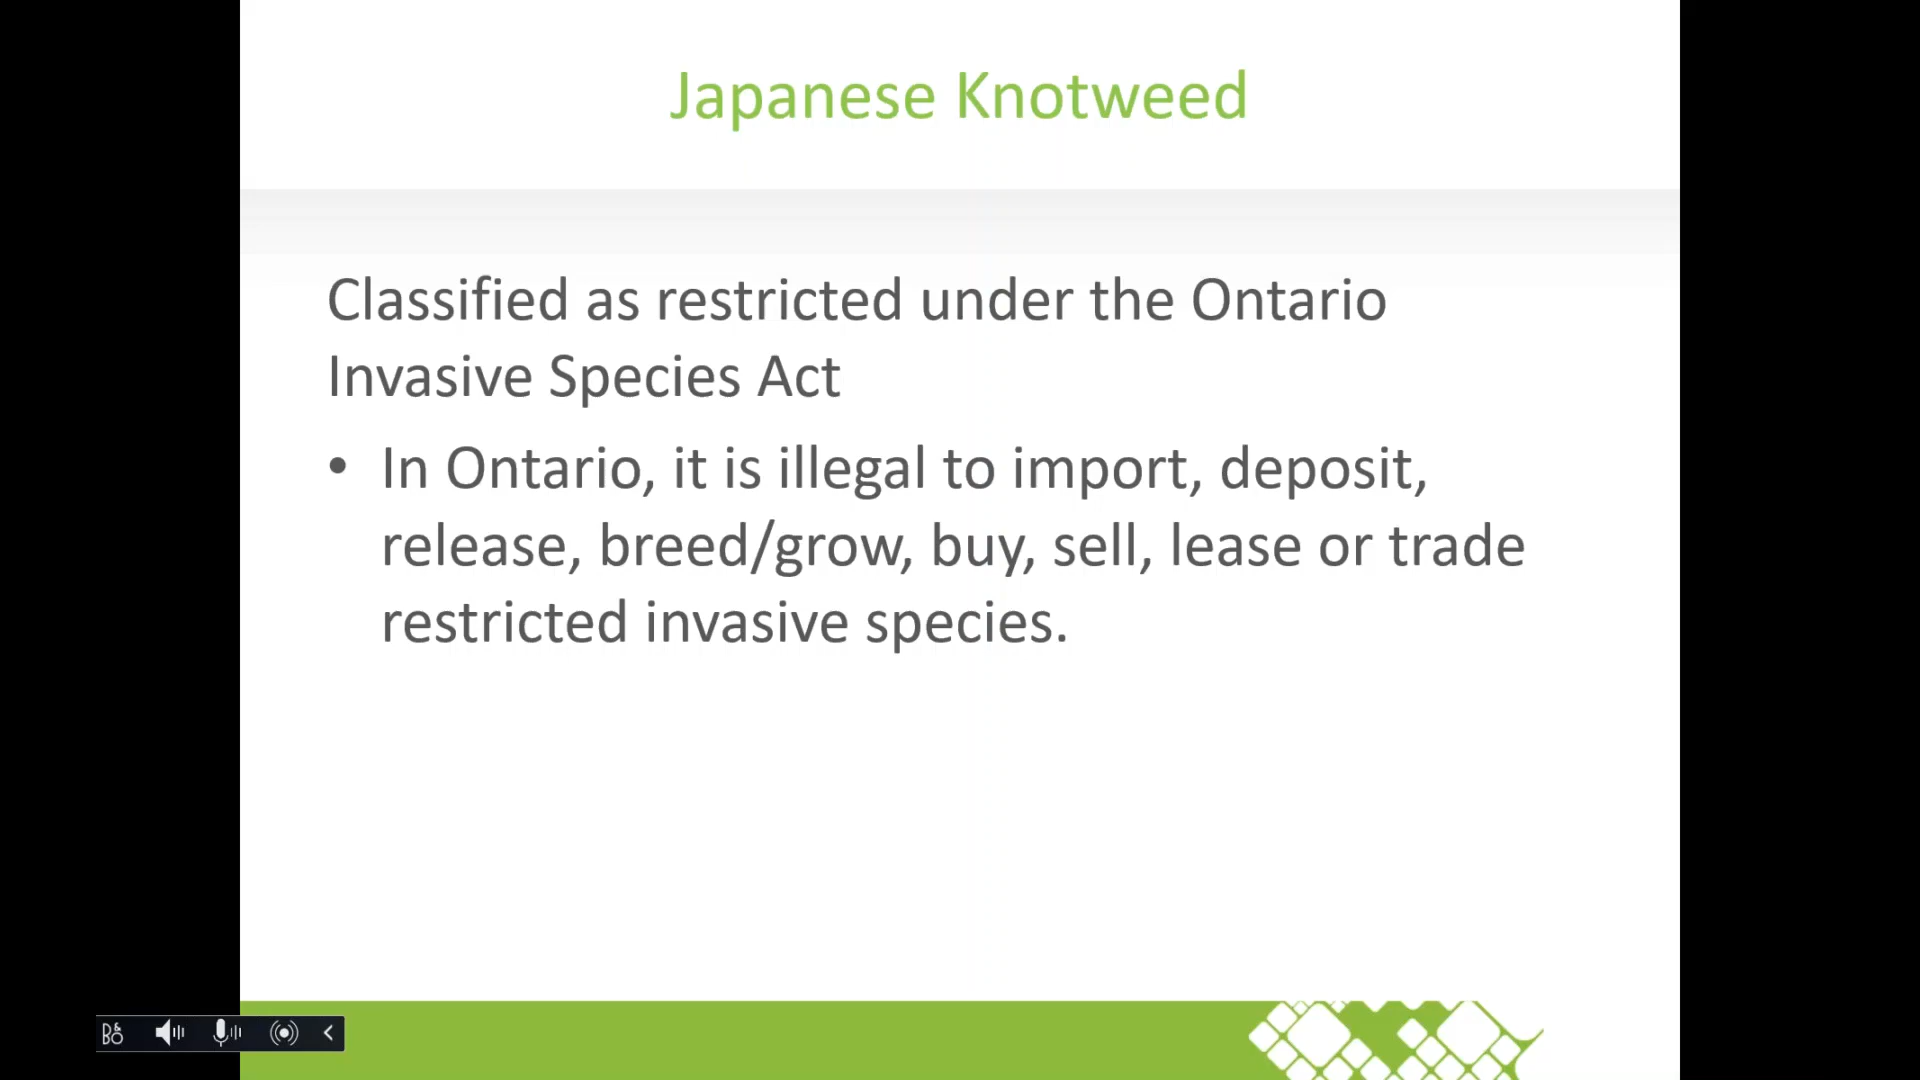 Japanese Knotweed
Classified as restricted under the Ontario
Invasive Species Act
• In Ontario, it is illegal to import, deposit,
release, breed/grow, buy, sell, lease or trade
restricted invasive species.
B&O